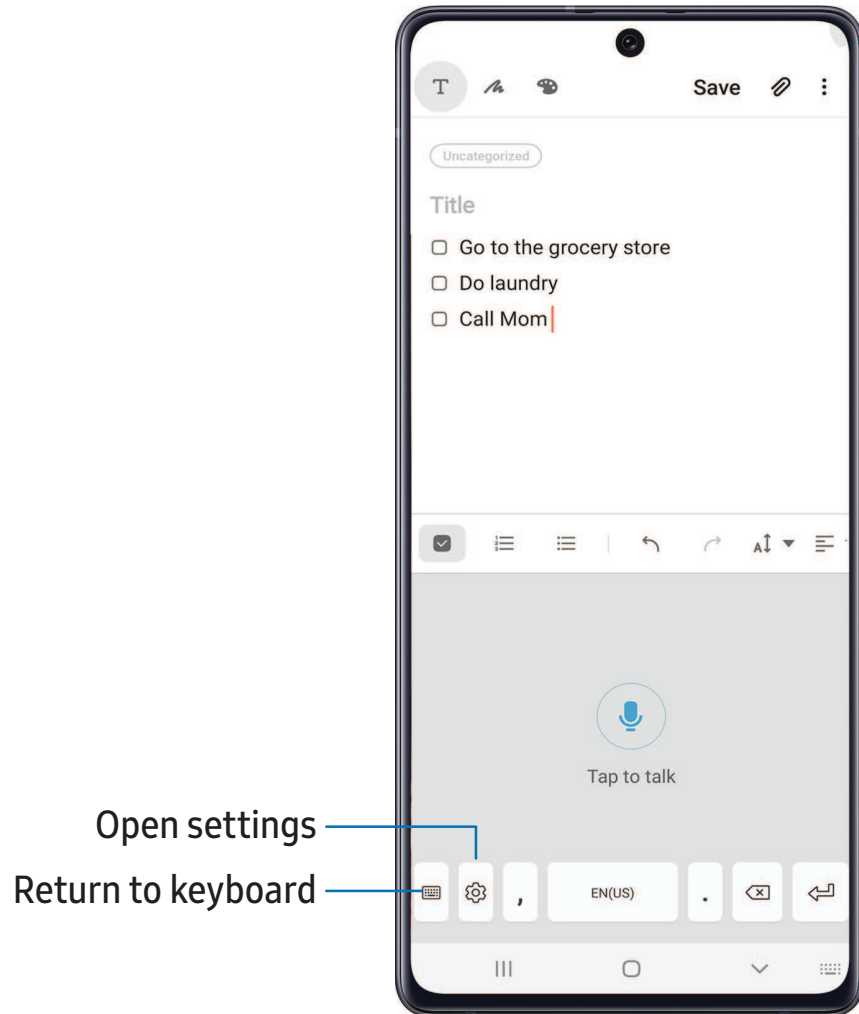 T
Save
Uncategorized
Title
Go to the grocery store
Do laundry
Call Mom
A
Tap to talk
Open settings
Return to keyboard
, EN(US) .